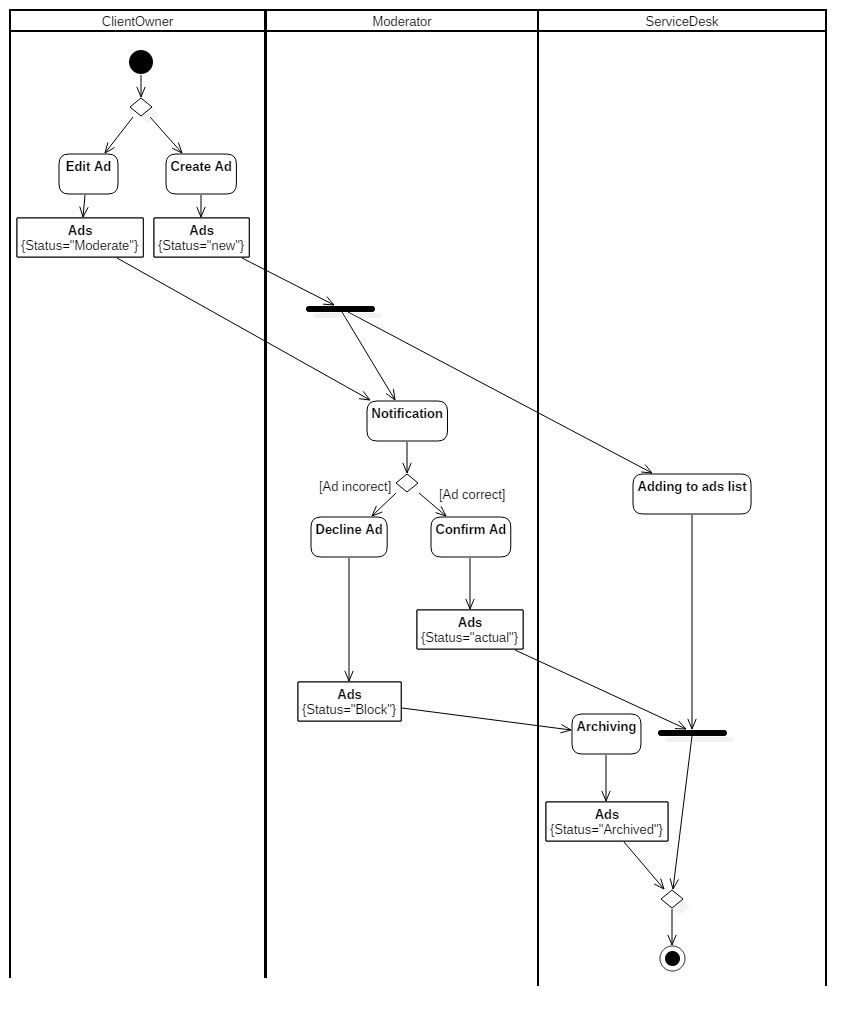 ClientOwner
Moderator
ServiceDesk
Edit Ad
Create Ad
Ads
{Status="Moderate"}
Ads
{Status="new"}
Notification
[Ad incorect]
[Ad correct]
Adding to ads list
Decline Ad
Confirm Ad
Ads
{Status="actual"}
Ads
{Status="Block"}
Archiving
Ads
{Status="Archived"}